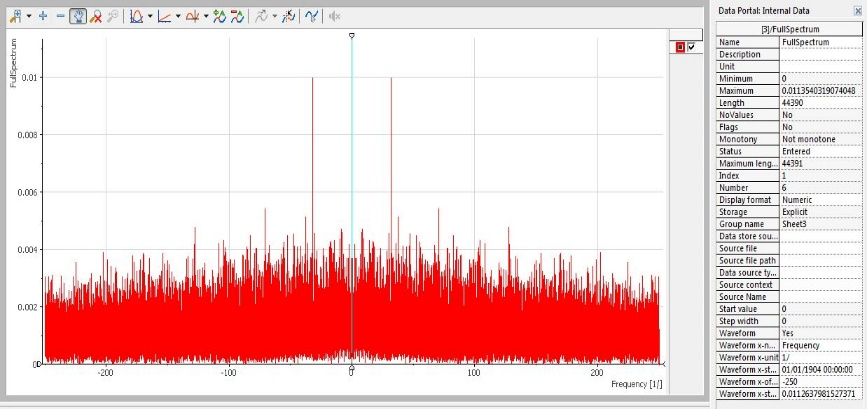 Data Portal: Internal Data
[3]/FullSpectrum
Name FullSpectrum
Description
Unit
Minimum 0
Maximum 0.0113540319074048
Length 44390
NoValues No
Flags No
Monotony Not monotone
Status Entered
Maximum leng... 44391
Index 1
Number 6
Display format Numeric
Storage Explicit
Group name Sheet3
Data store sou...
Source file
Source file path
Data source ty...
Source context
Source Name
Start value 0
Step width 0
Waveform Yes
Waveform x-n... Frequency
Waveform x-unit 1/
Waveform x-st... 01/01/1904 00:00:00
Waveform x-of... -250
Waveform x-st... 0.0112637981527371
FullSpectrum
0.01
0.008
0.006
0.004
0.002
0
-200
-100
0
100
200
Frequency [1/]